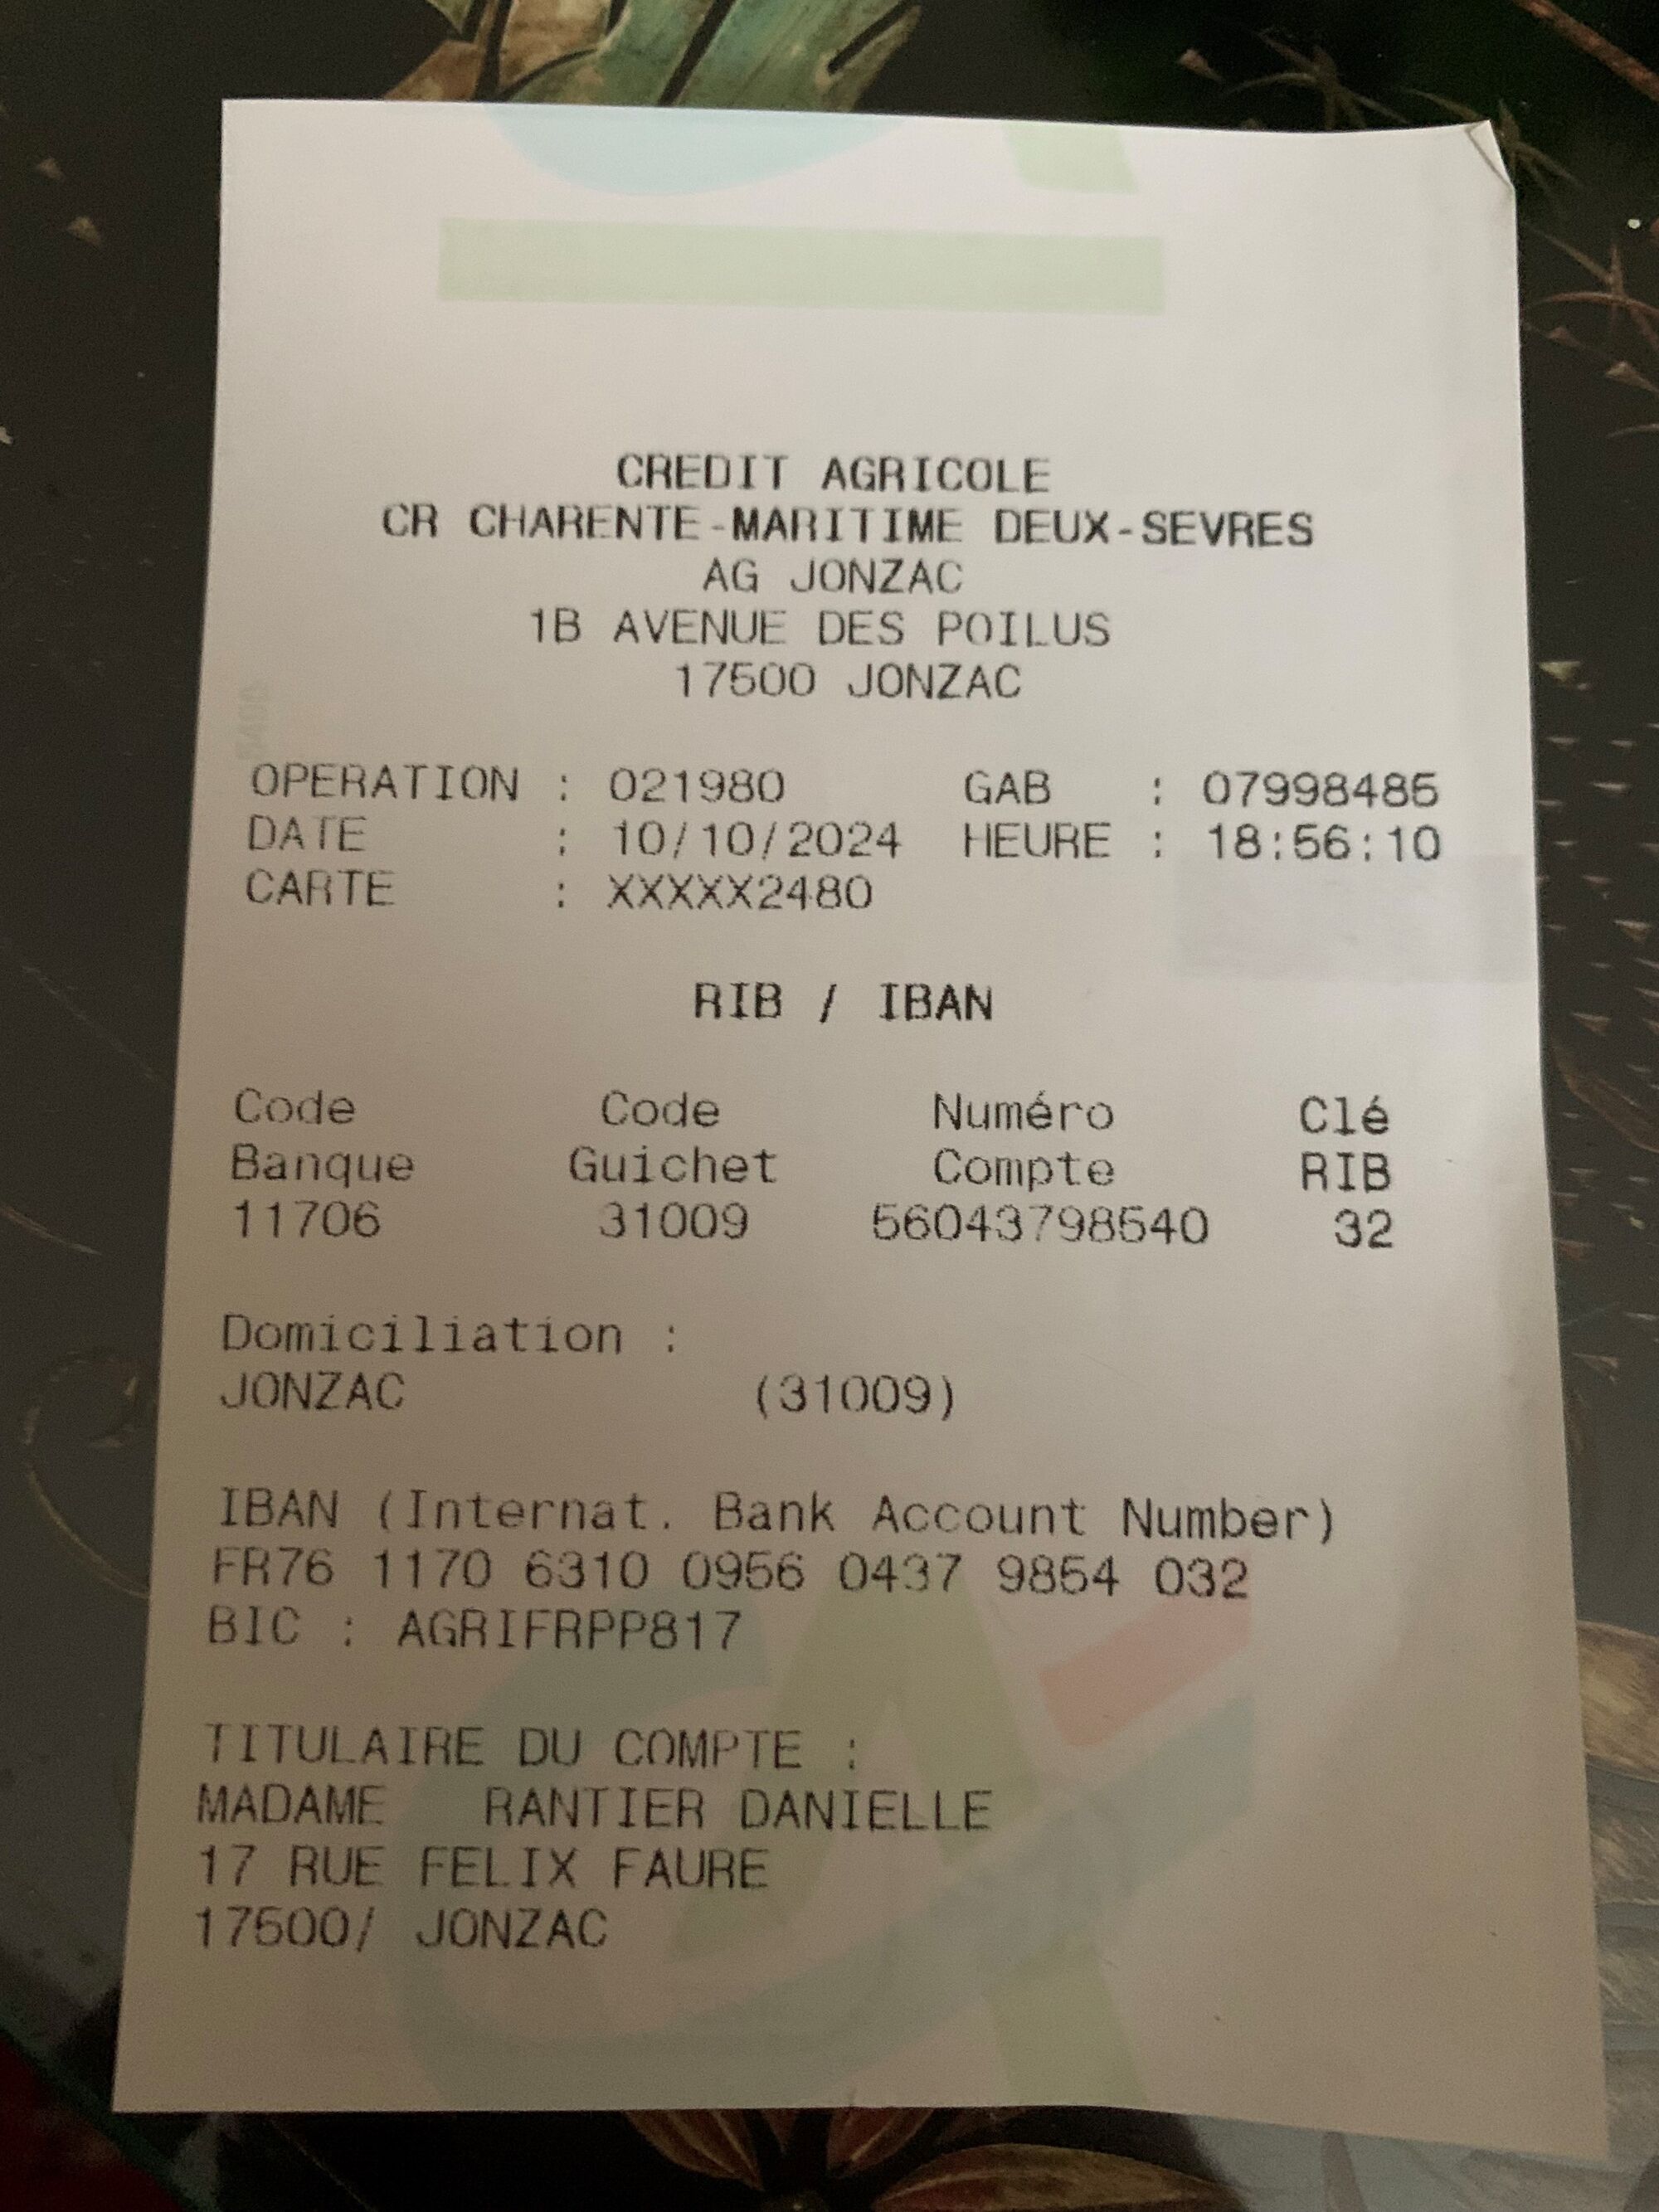 CREDIT AGRICOLE
CR CHARENTE-MARITIME DEUX-SEVRES
AG JONZAC
1B AVENUE DES POILUS
17500 JONZAC
OPERATION : 021980 GAB : 07998485
DATE : 10/10/2024 HEURE : 18:56:10
CARTE : XXXXX2480
RIB / IBAN
Code Code Numéro Clé
Banque Guichet Compte RIB
11706 31009 56043798540 32
Domiciliation :
JONZAC (31009)
IBAN (Internat. Bank Account Number)
FR76 1170 6310 0956 0437 9854 032
BIC : AGRIFRPP817
TITULAIRE DU COMPTE :
MADAME RANTIER DANIELLE
17 RUE FELIX FAURE
17500/ JONZAC